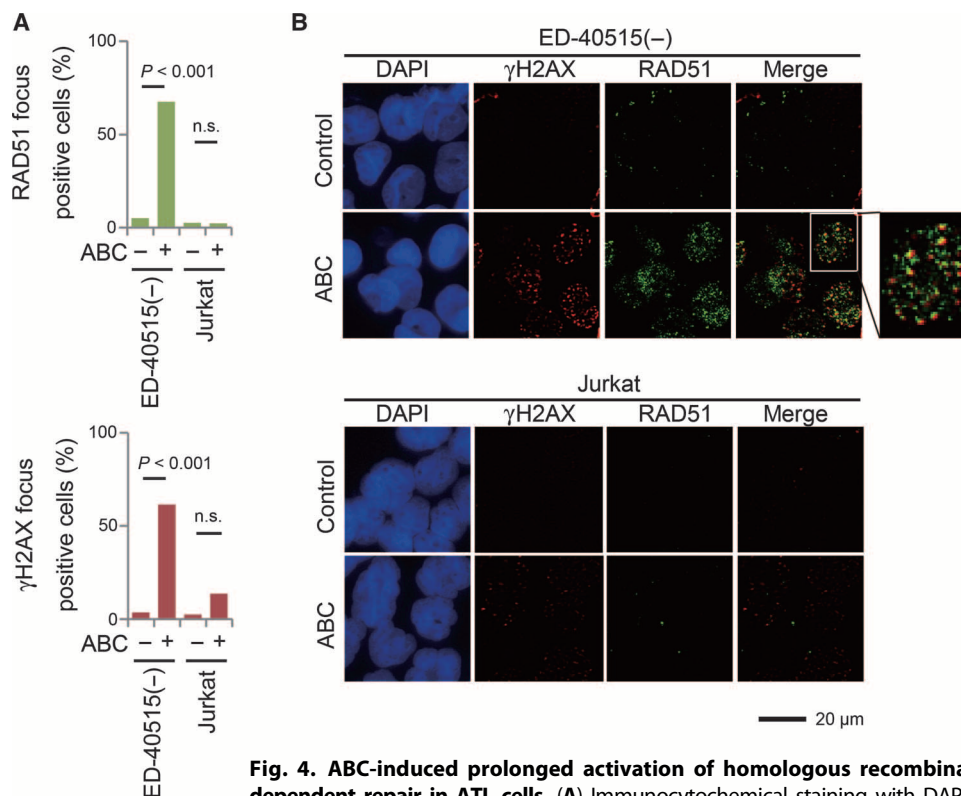 A
RAD51 focus
positive cells (%)
100
50
0
P < 0.001
n.s.
ABC – + – +
ED-40515(–)
Jurkat
γH2AX focus
positive cells (%)
100
50
0
P < 0.001
n.s.
ABC – + – +
ED-40515(–)
Jurkat
B
ED-40515(–)
DAPI γH2AX RAD51 Merge
Control
ABC
Jurkat
DAPI γH2AX RAD51 Merge
Control
ABC
20 μm
Fig. 4. ABC-induced prolonged activation of homologous recombina
dependent repair in ATL cells. (A) Immunocytochemical staining with DAP